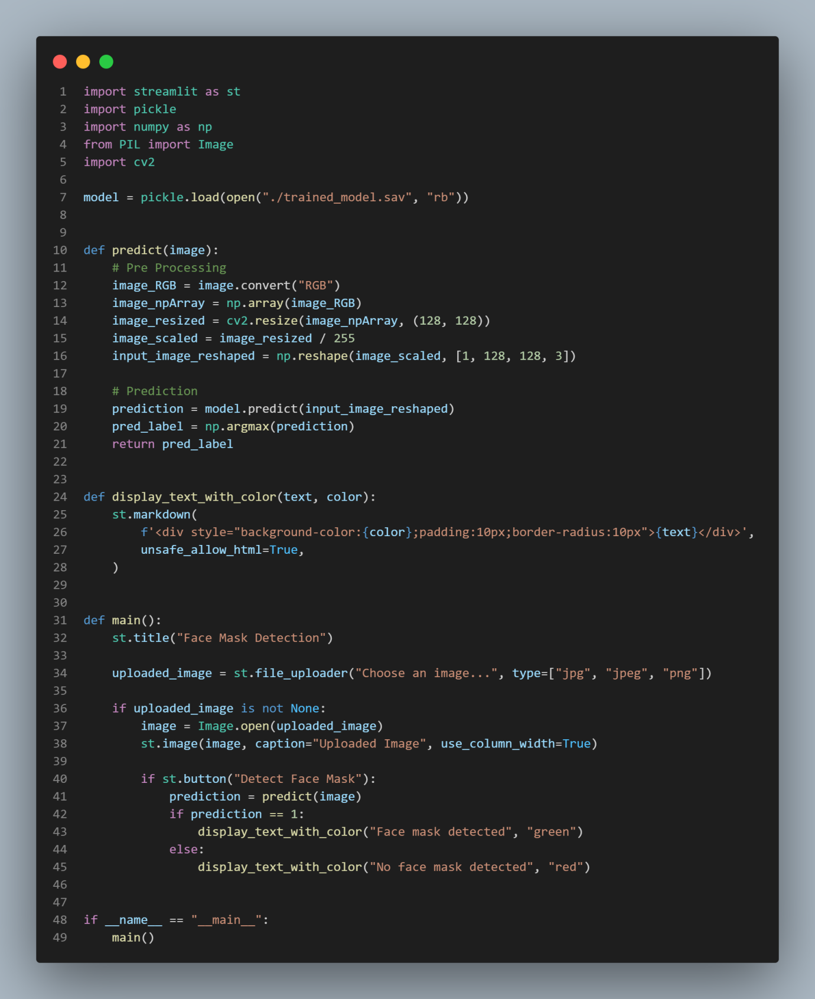 1 import streamlit as st
2 import pickle
3 import numpy as np
4 from PIL import Image
5 import cv2
6
7 model = pickle.load(open("./trained_model.sav", "rb"))
8
9
10 def predict(image):
11     # Pre Processing
12     image_RGB = image.convert("RGB")
13     image_npArray = np.array(image_RGB)
14     image_resized = cv2.resize(image_npArray, (128, 128))
15     image_scaled = image_resized / 255
16     input_image_reshaped = np.reshape(image_scaled, [1, 128, 128, 3])
17
18     # Prediction
19     prediction = model.predict(input_image_reshaped)
20     pred_label = np.argmax(prediction)
21     return pred_label
22
23
24 def display_text_with_color(text, color):
25     st.markdown(
26         f'<div style="background-color:{color};padding:10px;border-radius:10px">{text}</div>',
27         unsafe_allow_html=True,
28     )
29
30
31 def main():
32     st.title("Face Mask Detection")
33
34     uploaded_image = st.file_uploader("Choose an image...", type=["jpg", "jpeg", "png"])
35
36     if uploaded_image is not None:
37         image = Image.open(uploaded_image)
38         st.image(image, caption="Uploaded Image", use_column_width=True)
39
40         if st.button("Detect Face Mask"):
41             prediction = predict(image)
42             if prediction == 1:
43                 display_text_with_color("Face mask detected", "green")
44             else:
45                 display_text_with_color("No face mask detected", "red")
46
47
48 if __name__ == "__main__":
49     main()